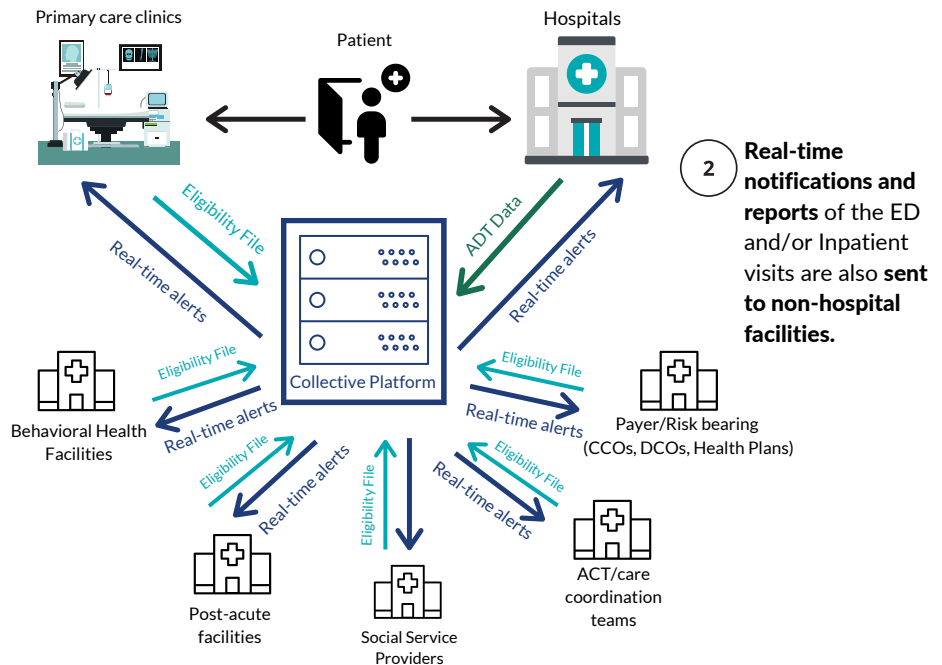 Primary care clinics
Patient
Hospitals
2
Real-time
notifications and
reports of the ED
and/or Inpatient
visits are also sent
to non-hospital
facilities.
Eligibility File
Real-time alerts
ADT Data
Real-time alerts
Collective Platform
Eligibility File
Real-time alerts
Behavioral Health
Facilities
Eligibility File
Real-time alerts
Payer/Risk bearing
(CCOs, DCOs, Health Plans)
Eligibility File
Real-time alerts
Post-acute
facilities
Eligibility File
Social Service
Providers
Eligibility File
Real-time alerts
ACT/care
coordination
teams